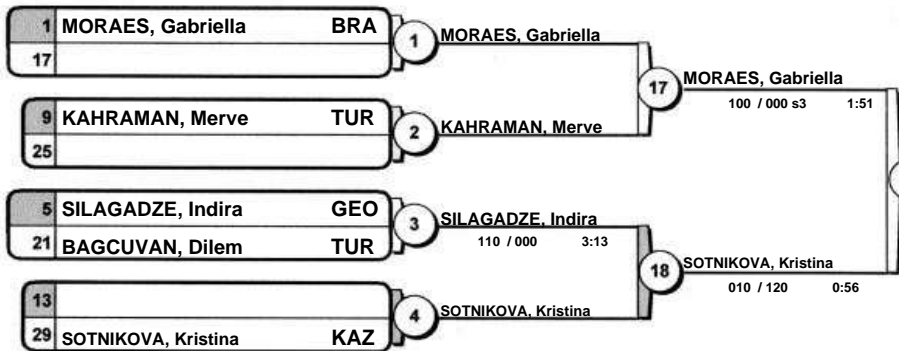 1 MORAES, Gabriella BRA
17
1
MORAES, Gabriella
9 KAHRAMAN, Merve TUR
25
2
KAHRAMAN, Merve
17
MORAES, Gabriella
100 / 000 s3 1:51
5 SILAGADZE, Indira GEO
21 BAGCUVAN, Dilem TUR
3
SILAGADZE, Indira
110 / 000 3:13
13
29 SOTNIKOVA, Kristina KAZ
4
SOTNIKOVA, Kristina
18
SOTNIKOVA, Kristina
010 / 120 0:56